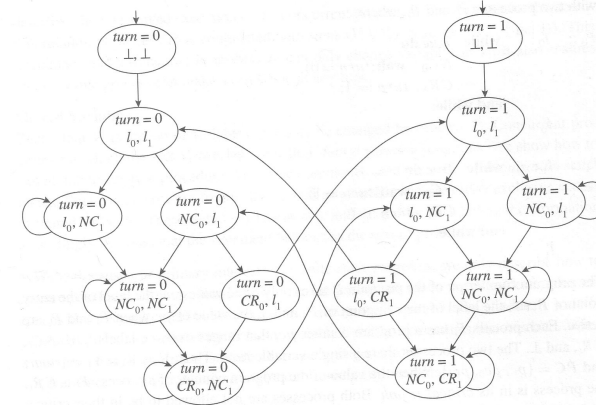 turn = 0
⊥, ⊥
turn = 1
⊥, ⊥
turn = 0
l₀, l₁
turn = 1
l₀, l₁
turn = 0
l₀, NC₁
turn = 0
NC₀, l₁
turn = 1
l₀, NC₁
turn = 1
NC₀, l₁
turn = 0
NC₀, NC₁
turn = 0
CR₀, l₁
turn = 1
l₀, CR₁
turn = 1
NC₀, NC₁
turn = 0
CR₀, NC₁
turn = 1
NC₀, CR₁